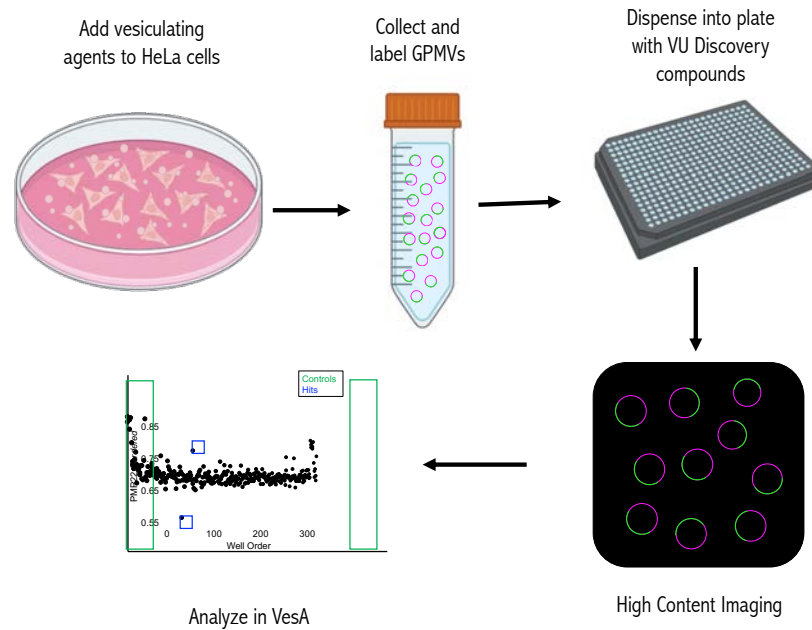 Add vesiculating
agents to HeLa cells
Collect and
label GPMVs
Dispense into plate
with VU Discovery
compounds
Controls
Hits
0.85
0.75
0.65
0.55
0
100
200
300
Well Order
Analyze in VesA
High Content Imaging